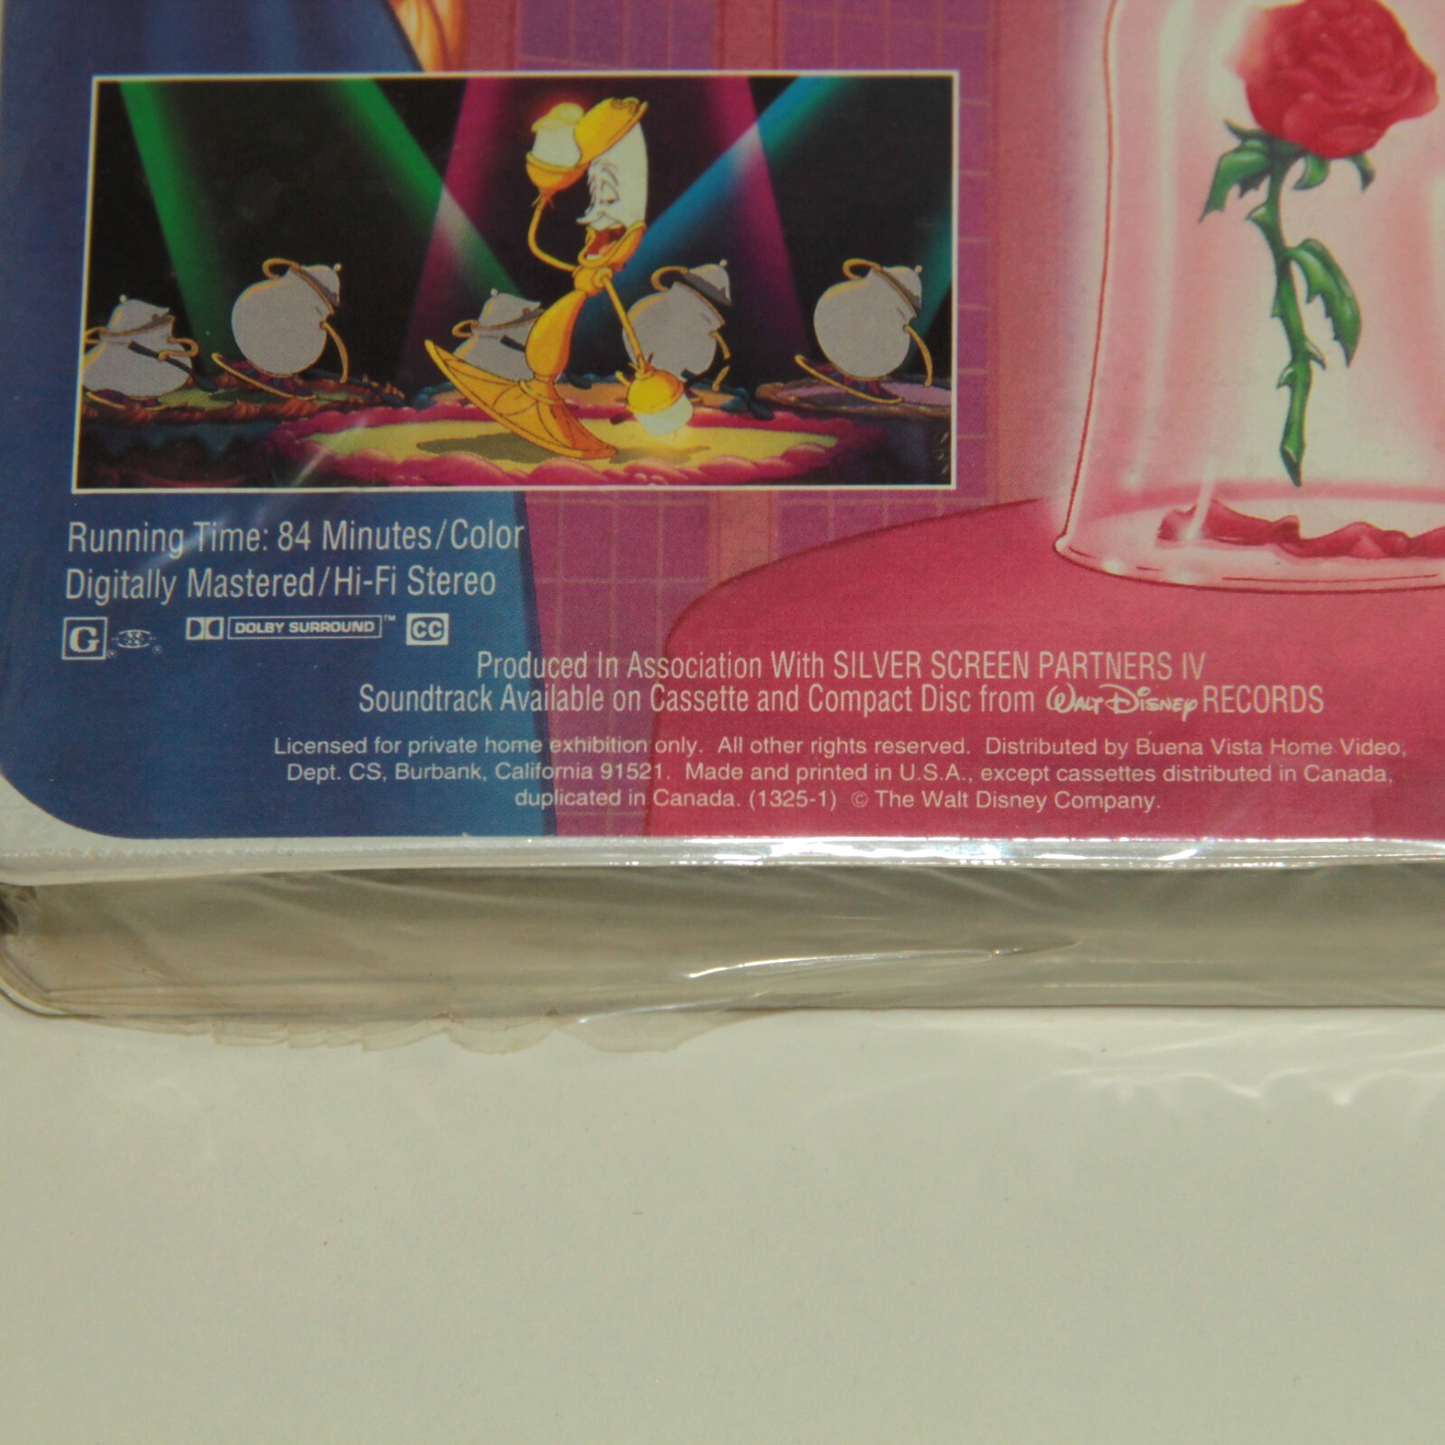 Running Time: 84 Minutes/Color
Digitally Mastered/Hi-Fi Stereo
G ® ® DOLBY SURROUND™ CC
Produced In Association With SILVER SCREEN PARTNERS IV
Soundtrack Available on Cassette and Compact Disc from Walt Disney RECORDS
Licensed for private home exhibition only. All other rights reserved. Distributed by Buena Vista Home Video,
Dept. CS, Burbank, California 91521. Made and printed in U.S.A., except cassettes distributed in Canada,
duplicated in Canada. (1325-1) © The Walt Disney Company.